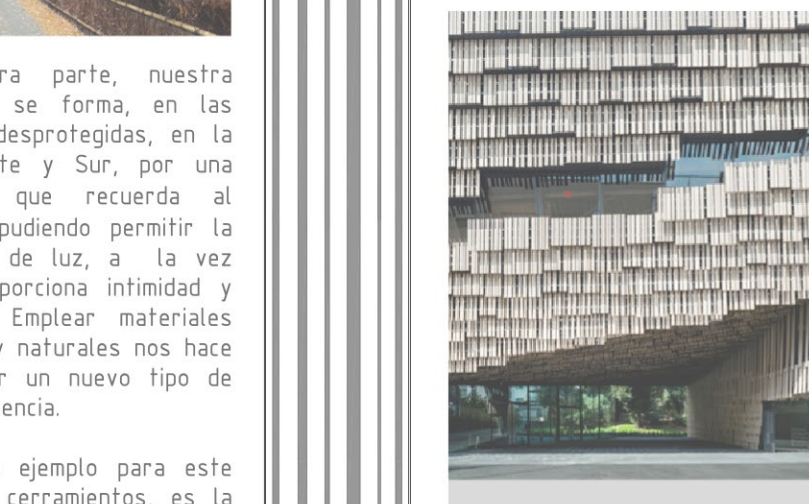 ra parte, nuestra
se forma, en las
desprotegidas, en la
te y Sur, por una
que recuerda al
pudiendo permitir la
de luz, a la vez
porciona intimidad y
Emplear materiales
y naturales nos hace
r un nuevo tipo de
encia.
ejemplo para este
cerramientos, es la